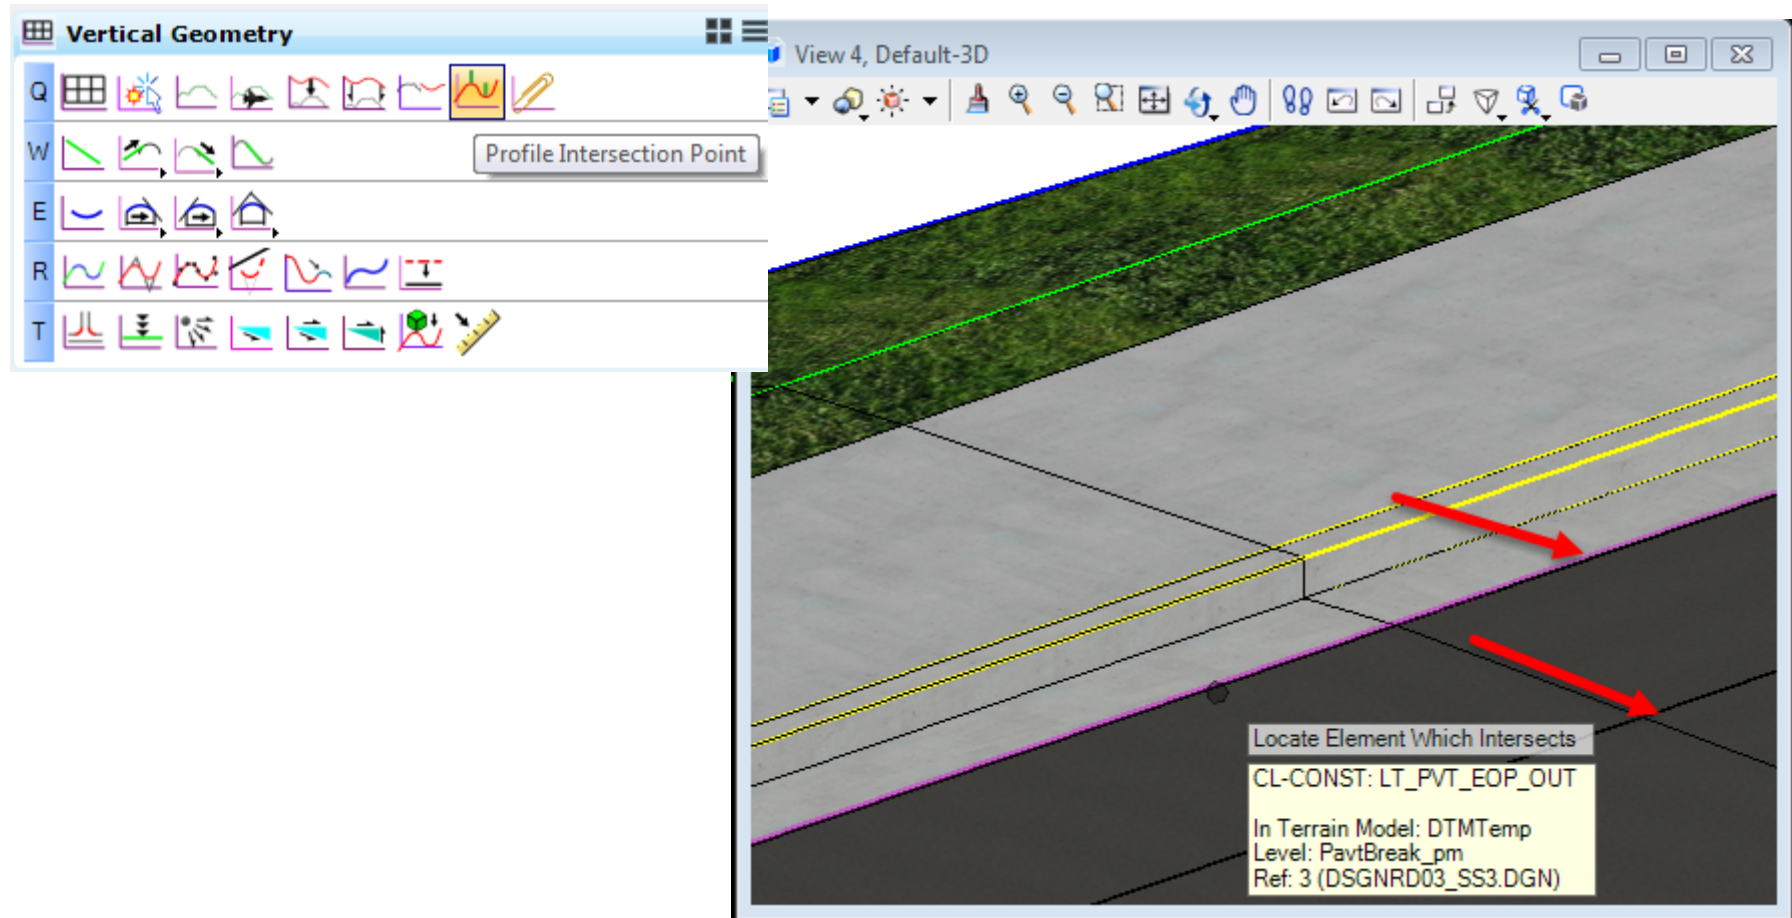 Vertical Geometry
View 4, Default-3D
Q
W
Profile Intersection Point
E
R
T
Locate Element Which Intersects
CL-CONST: LT_PVT_EOP_OUT
In Terrain Model: DTMTemp
Level: PavtBreak_pm
Ref: 3 (DSGNRD03_SS3.DGN)